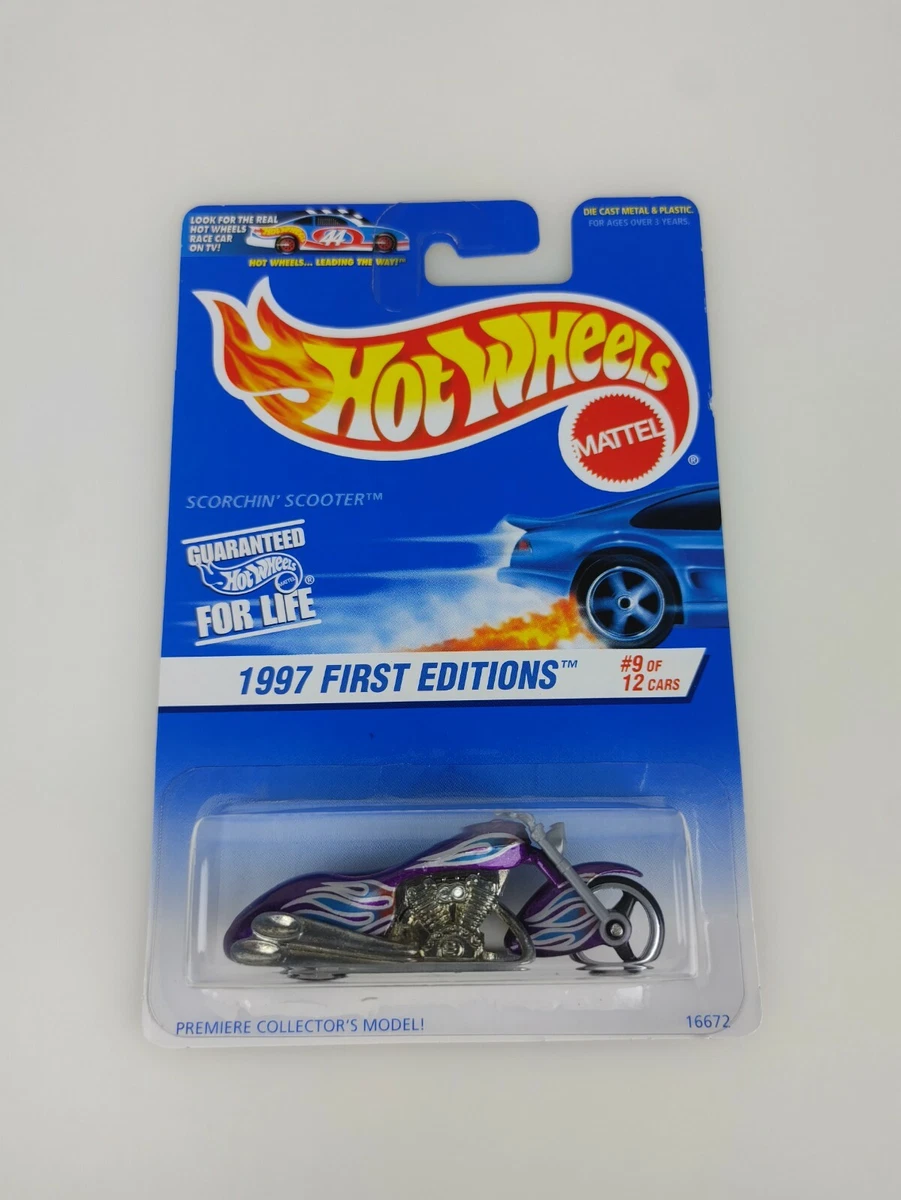 LOOK FOR THE REAL
HOT WHEELS
RACE CAR
ON TV!
44
HOT WHEELS... LEADING THE WAY!™
DIE CAST METAL & PLASTIC.
FOR AGES OVER 3 YEARS.
HOT WHEELS
MATTEL
®
SCORCHIN' SCOOTER™
GUARANTEED
HOT WHEELS
MATTEL
®
FOR LIFE
1997 FIRST EDITIONS™
#9 OF
12 CARS
PREMIERE COLLECTOR'S MODEL!
16672